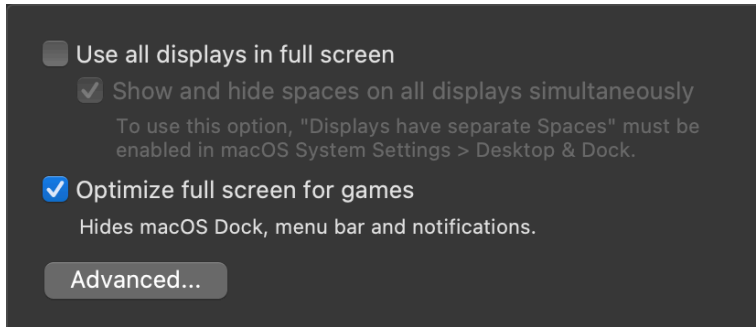 Use all displays in full screen
Show and hide spaces on all displays simultaneously
To use this option, "Displays have separate Spaces" must be
enabled in macOS System Settings > Desktop & Dock.
Optimize full screen for games
Hides macOS Dock, menu bar and notifications.
Advanced...